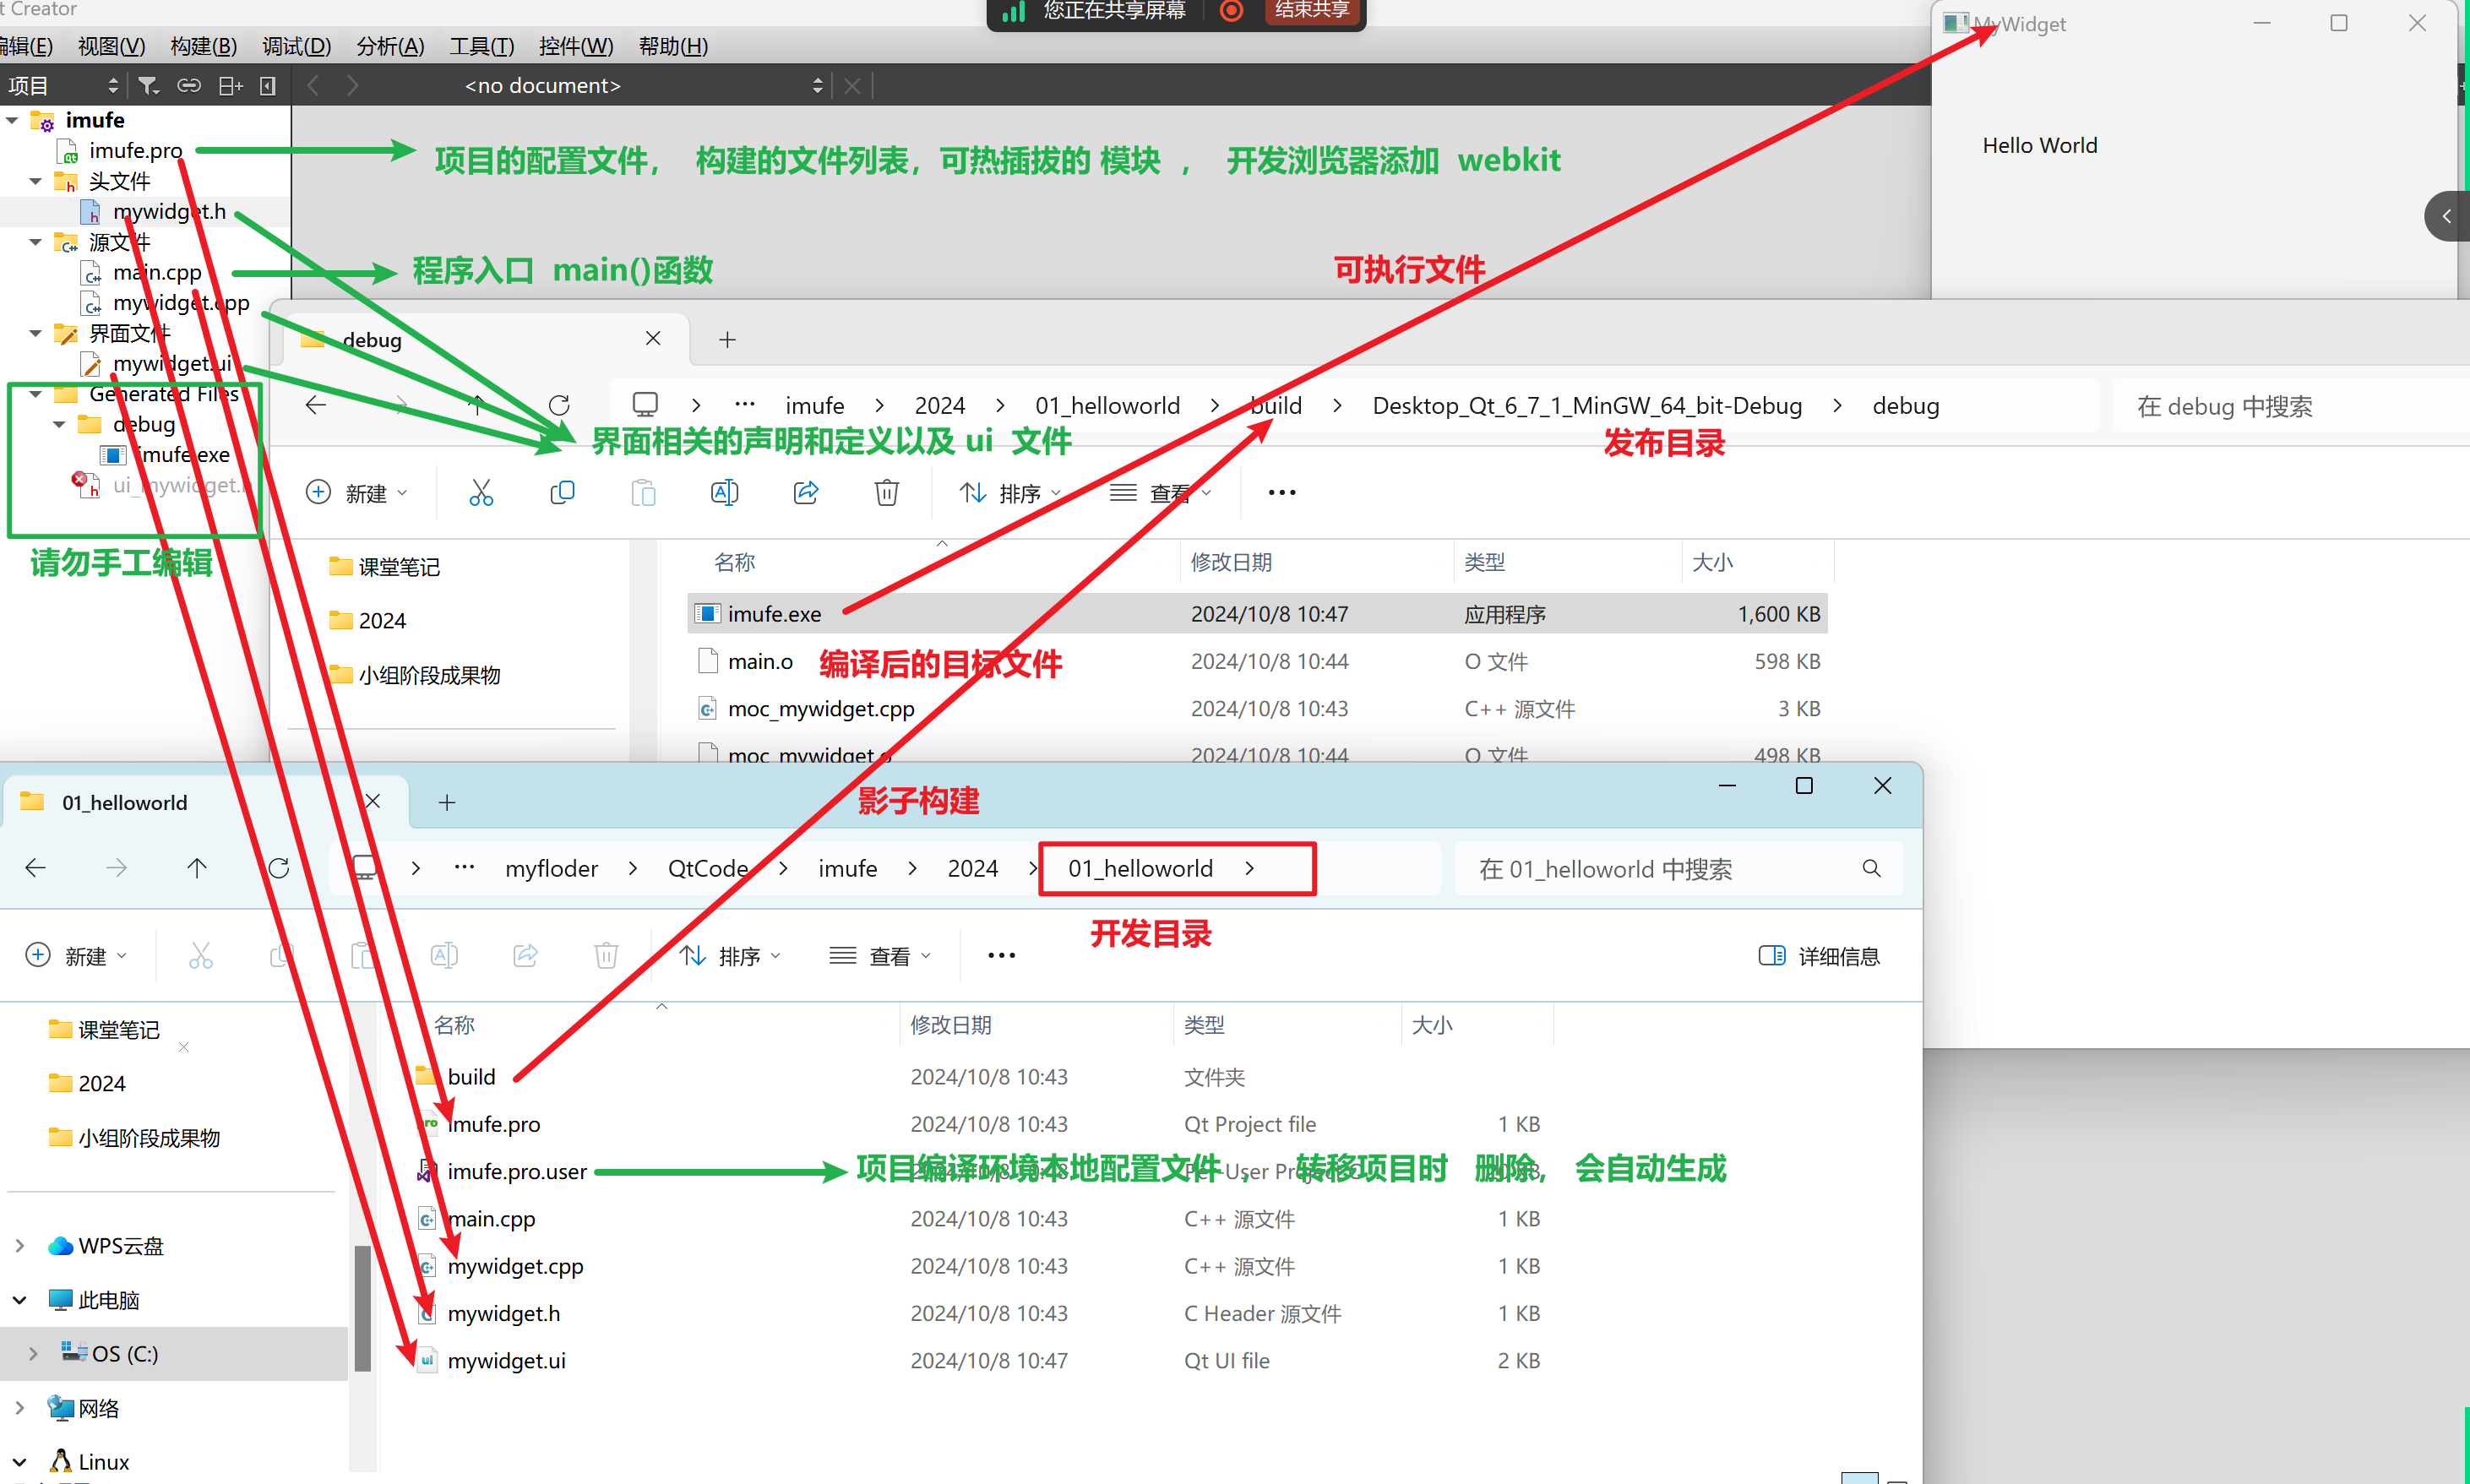 t Creator
您正在共享屏幕 结束共享
MyWidget
编辑(E) 视图(V) 构建(B) 调试(D) 分析(A) 工具(T) 控件(W) 帮助(H)
项目 <no document>
imufe
imufe.pro
项目的配置文件， 构建的文件列表，可热插拔的 模块 ， 开发浏览器添加 webkit
Hello World
头文件
mywidget.h
源文件
main.cpp
程序入口 main()函数
可执行文件
mywidget.cpp
界面文件
mywidget.ui
debug
Generated Files
debug
imufe.exe
ui_mywidget.h
请勿手工编辑
imufe 2024 01_helloworld build Desktop_Qt_6_7_1_MinGW_64_bit-Debug debug 在 debug 中搜索
界面相关的声明和定义以及 ui 文件
发布目录
新建 排序 查看
课堂笔记
2024
小组阶段成果物
名称 修改日期 类型 大小
imufe.exe 2024/10/8 10:47 应用程序 1,600 KB
main.o 2024/10/8 10:44 O 文件 598 KB
编译后的目标文件
moc_mywidget.cpp 2024/10/8 10:43 C++ 源文件 3 KB
moc_mywidget.o 2024/10/8 10:44 O 文件 498 KB
01_helloworld
影子构建
myfloder QtCode imufe 2024 01_helloworld 在 01_helloworld 中搜索
开发目录
新建 排序 查看 详细信息
课堂笔记
2024
小组阶段成果物
WPS云盘
此电脑
OS (C:)
网络
Linux
名称 修改日期 类型 大小
build 2024/10/8 10:43 文件夹
imufe.pro 2024/10/8 10:43 Qt Project file 1 KB
imufe.pro.user
项目编译环境本地配置文件 ， 转移项目时 删除， 会自动生成
main.cpp 2024/10/8 10:43 C++ 源文件 1 KB
mywidget.cpp 2024/10/8 10:43 C++ 源文件 1 KB
mywidget.h 2024/10/8 10:43 C Header 源文件 1 KB
mywidget.ui 2024/10/8 10:47 Qt UI file 2 KB